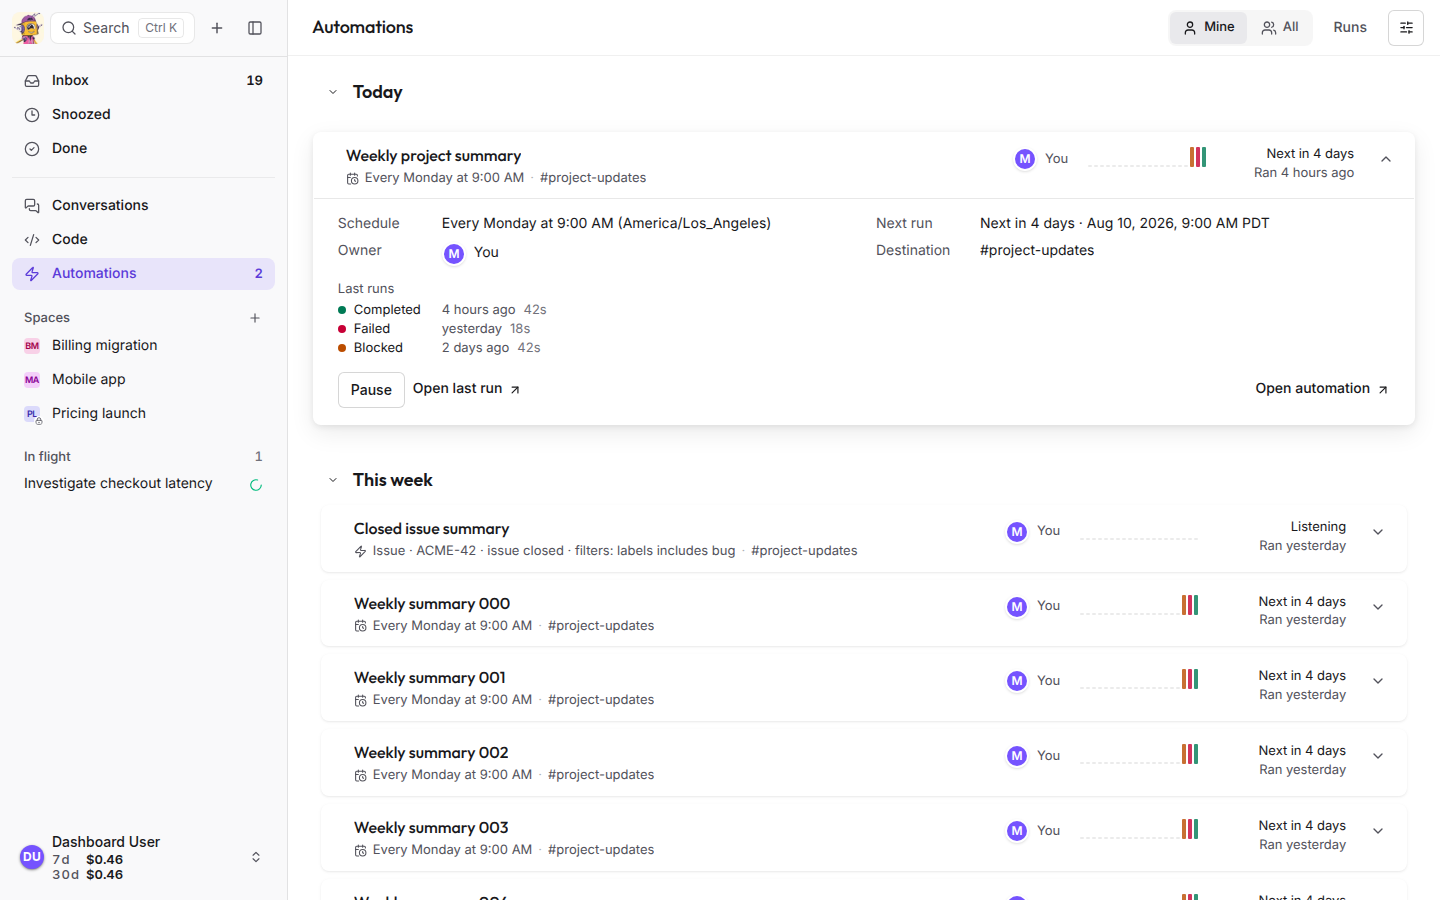 Search Ctrl K
Inbox 19
Snoozed
Done
Conversations
Code
Automations 2
Spaces
BM Billing migration
MA Mobile app
PL Pricing launch
In flight 1
Investigate checkout latency
DU Dashboard User
7d $0.46
30d $0.46
Automations
Mine All Runs
Today
Weekly project summary
Every Monday at 9:00 AM · #project-updates
M You
Next in 4 days
Ran 4 hours ago
Schedule Every Monday at 9:00 AM (America/Los_Angeles)
Next run Next in 4 days · Aug 10, 2026, 9:00 AM PDT
Owner M You
Destination #project-updates
Last runs
Completed 4 hours ago 42s
Failed yesterday 18s
Blocked 2 days ago 42s
Pause Open last run Open automation
This week
Closed issue summary
Issue · ACME-42 · issue closed · filters: labels includes bug · #project-updates
M You
Listening
Ran yesterday
Weekly summary 000
Every Monday at 9:00 AM · #project-updates
M You
Next in 4 days
Ran yesterday
Weekly summary 001
Every Monday at 9:00 AM · #project-updates
M You
Next in 4 days
Ran yesterday
Weekly summary 002
Every Monday at 9:00 AM · #project-updates
M You
Next in 4 days
Ran yesterday
Weekly summary 003
Every Monday at 9:00 AM · #project-updates
M You
Next in 4 days
Ran yesterday